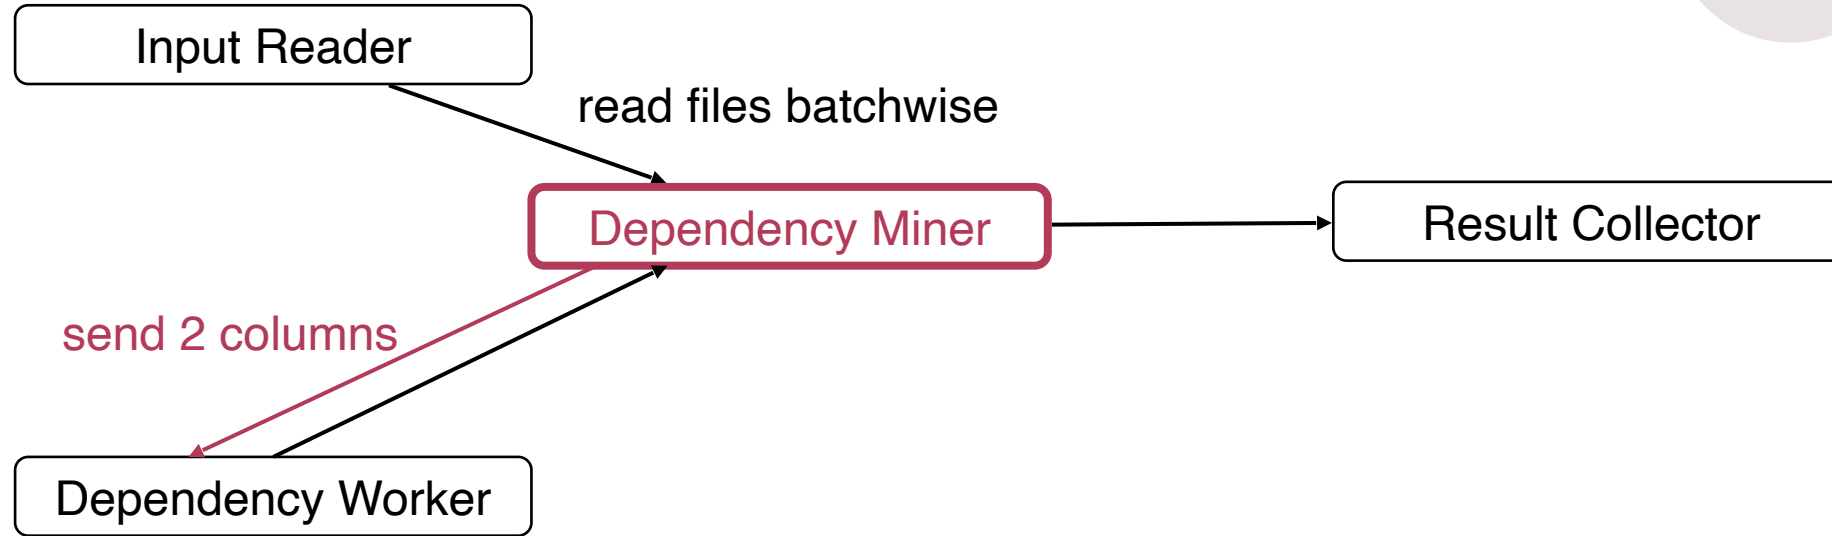 Input Reader
read files batchwise
Dependency Miner
Result Collector
send 2 columns
Dependency Worker